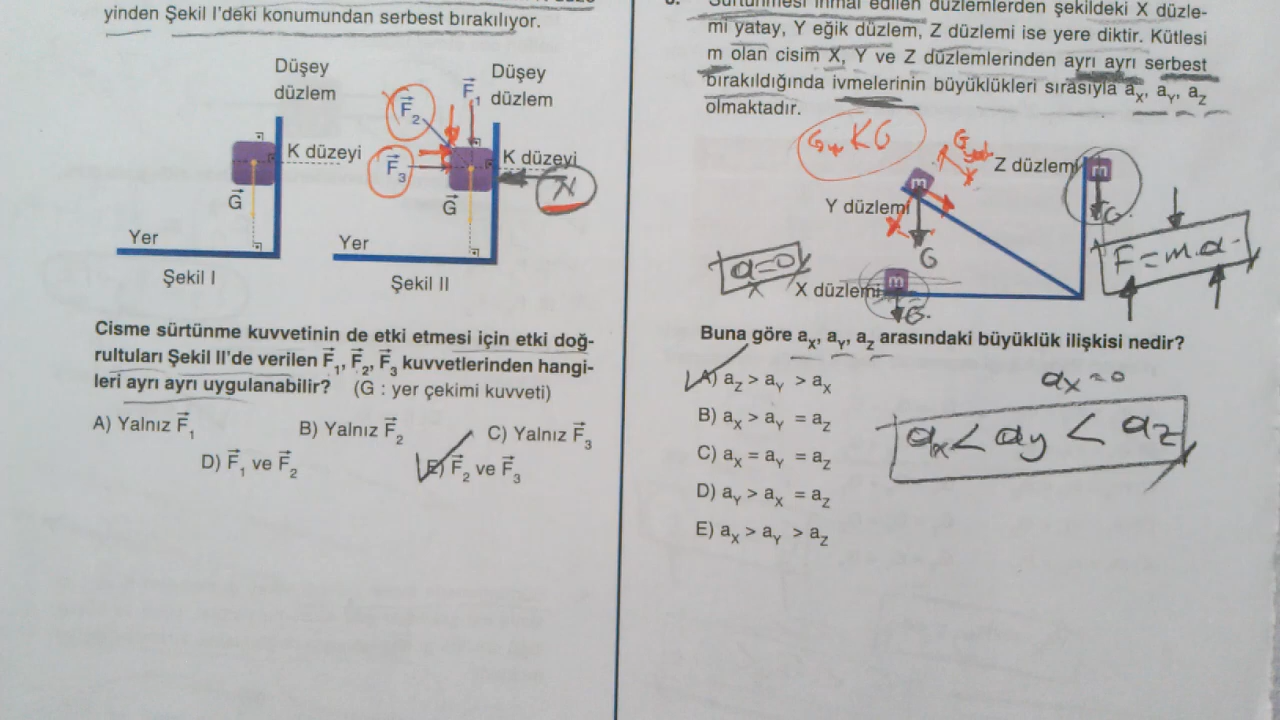 yinden Şekil I'deki konumundan serbest bırakılıyor.
Düşey
düzlem
K düzeyi
G
Yer
Şekil I
F₁
Düşey
düzlem
F₂
F₃
K düzeyi
N
G
Yer
Şekil II
Cisme sürtünme kuvvetinin de etki etmesi için etki doğ-
rultuları Şekil II'de verilen F₁, F₂, F₃ kuvvetlerinden hangi-
leri ayrı ayrı uygulanabilir? (G : yer çekimi kuvveti)
A) Yalnız F₁ B) Yalnız F₂ C) Yalnız F₃
D) F₁ ve F₂ E) F₂ ve F₃
Sürtünmesi ihmal edilen düzlemlerden şekildeki X düzle-
mi yatay, Y eğik düzlem, Z düzlemi ise yere diktir. Kütlesi
m olan cisim X, Y ve Z düzlemlerinden ayrı ayrı serbest
bırakıldığında ivmelerinin büyüklükleri sırasıyla aX, aY, aZ
olmaktadır.
Z düzlemi
m
m
Y düzlemi
G
G
F = m.a
a=0
x
X düzlemi
m
G
Buna göre aX, aY, aZ arasındaki büyüklük ilişkisi nedir?
A) aZ > aY > aX
B) aX > aY = aZ
C) aX = aY = aZ
D) aY > aX = aZ
E) aX > aY > aZ
ax=0
ax < ay < az